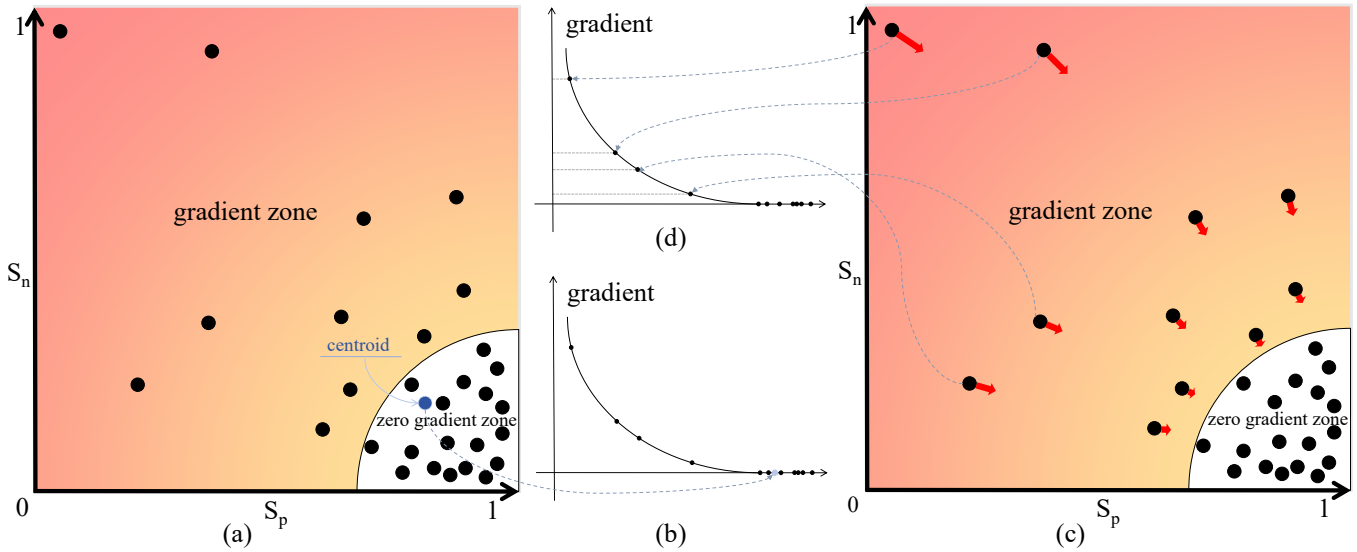 1
gradient zone
S_n
centroid
zero gradient zone
0
S_p
1
(a)
gradient
(d)
gradient
(b)
1
gradient zone
S_n
zero gradient zone
0
S_p
1
(c)